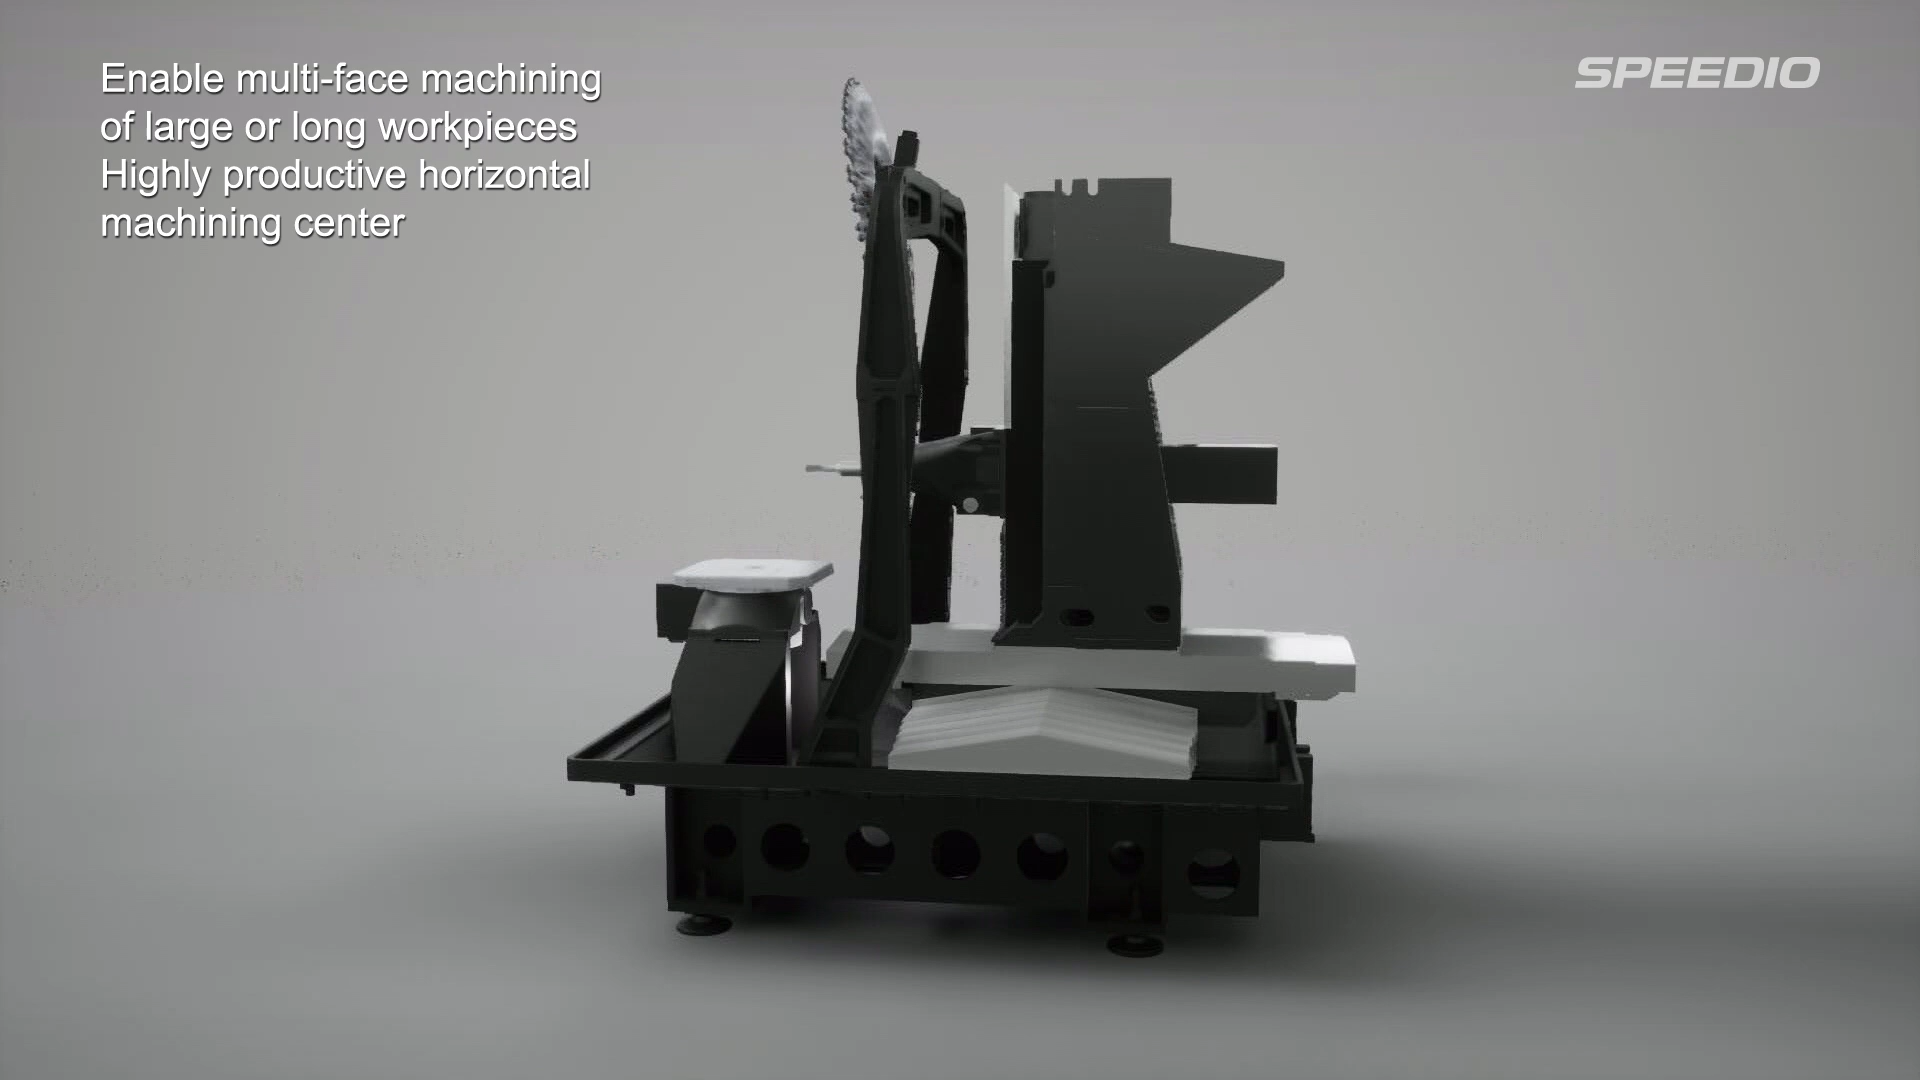 Enable multi-face machining
of large or long workpieces
Highly productive horizontal
machining center
SPEEDIO